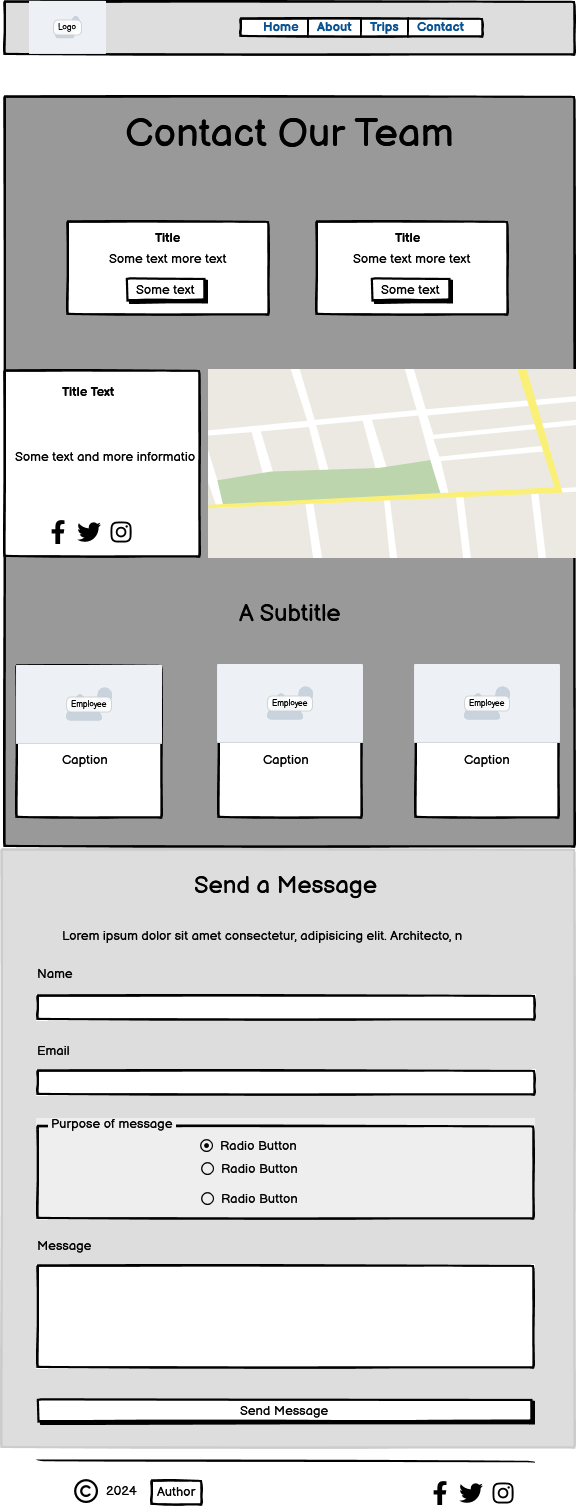 Logo
Home About Trips Contact
Contact Our Team
Title
Some text more text
Some text
Title
Some text more text
Some text
Title Text
Some text and more informatio
A Subtitle
Employee
Caption
Employee
Caption
Employee
Caption
Send a Message
Lorem ipsum dolor sit amet consectetur, adipisicing elit. Architecto, n
Name
Email
Purpose of message
Radio Button
Radio Button
Radio Button
Message
Send Message
© 2024 Author